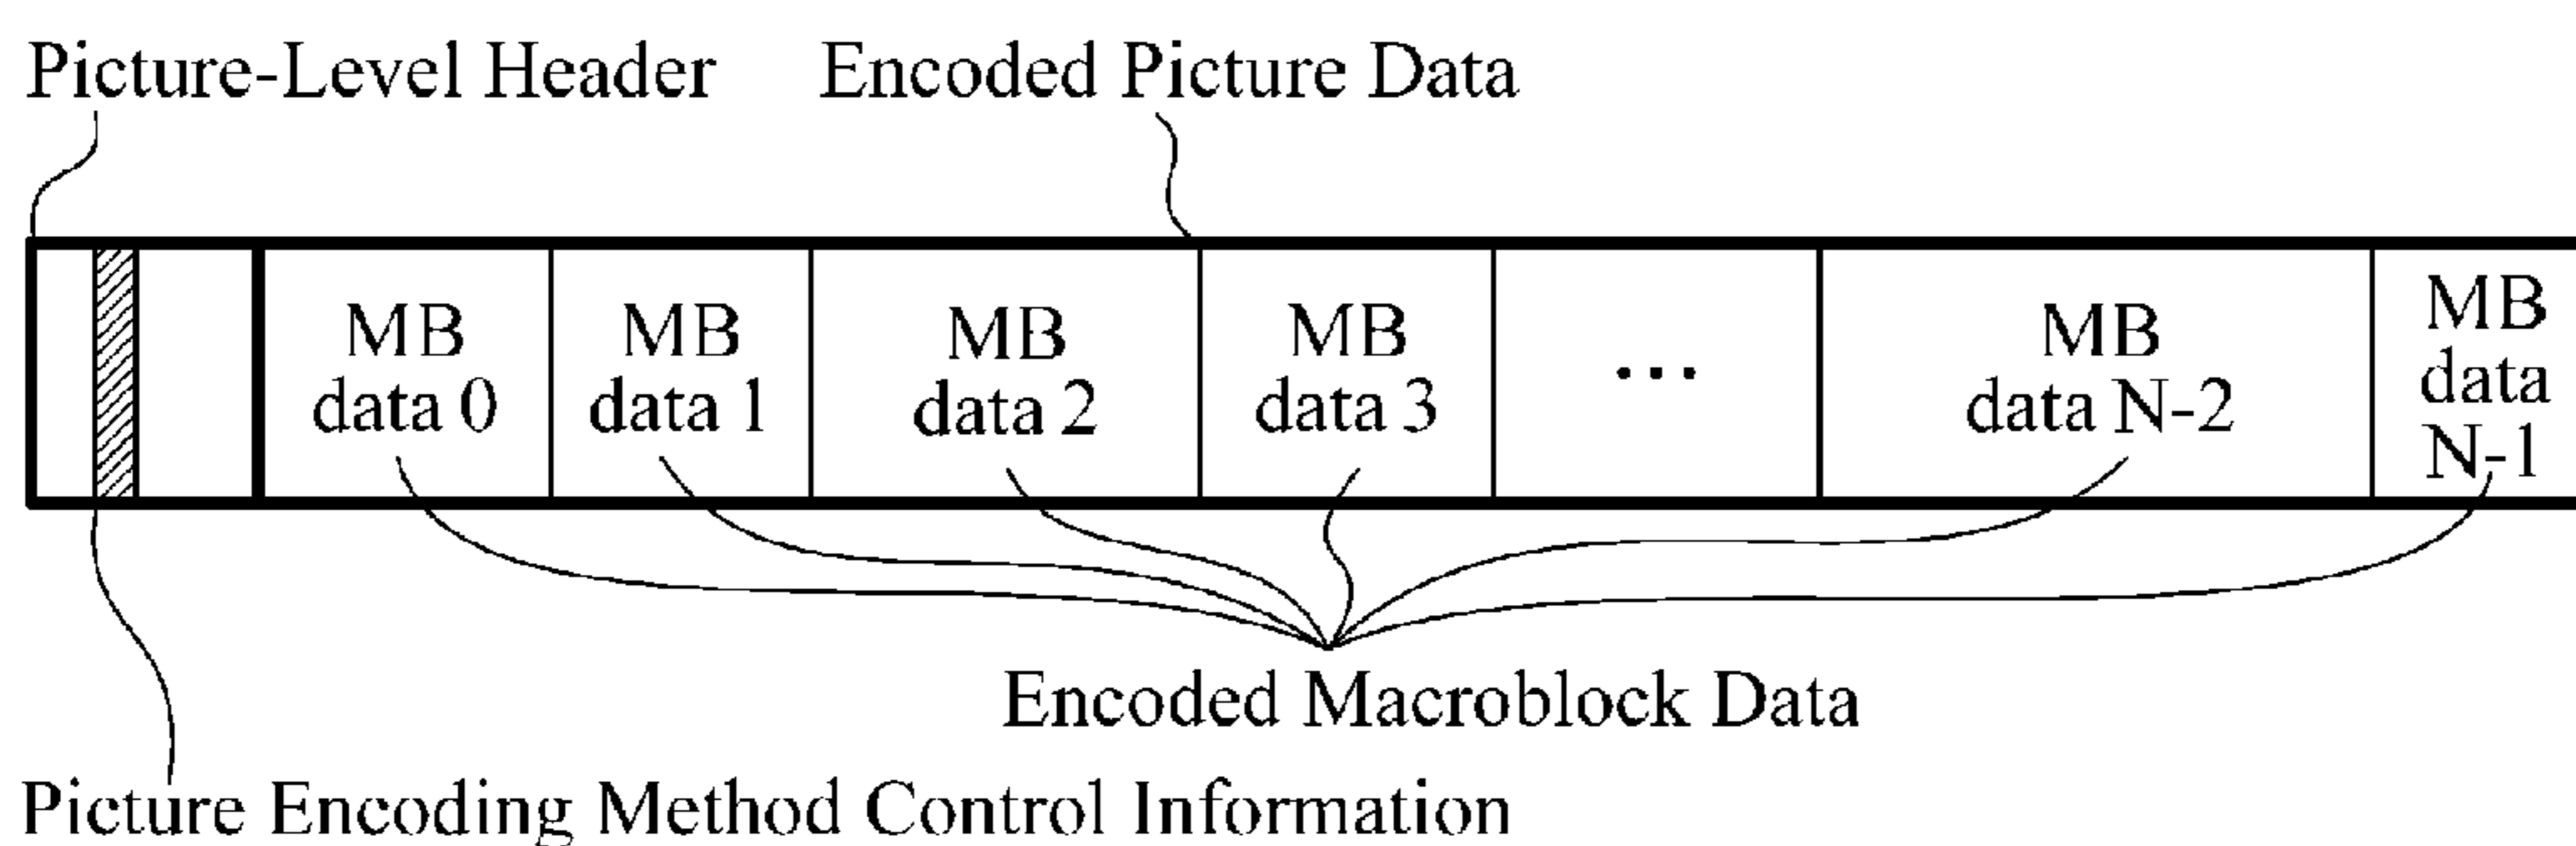 Picture-Level Header
Encoded Picture Data
MB
data 0
MB
data 1
MB
data 2
MB
data 3
...
MB
data N-2
MB
data
N-1
Encoded Macroblock Data
Picture Encoding Method Control Information